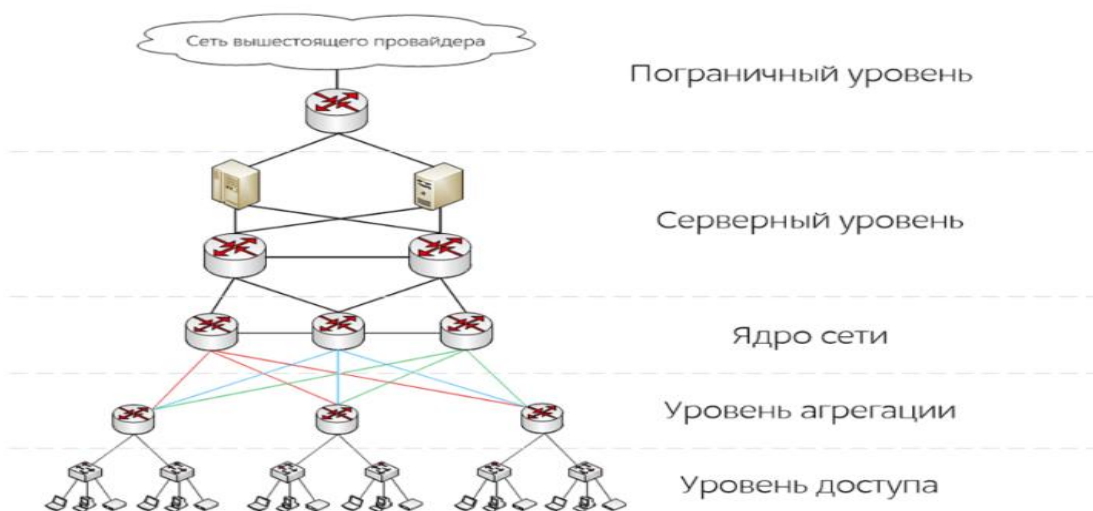 Сеть вышестоящего провайдера
Пограничный уровень
Серверный уровень
Ядро сети
Уровень агрегации
Уровень доступа